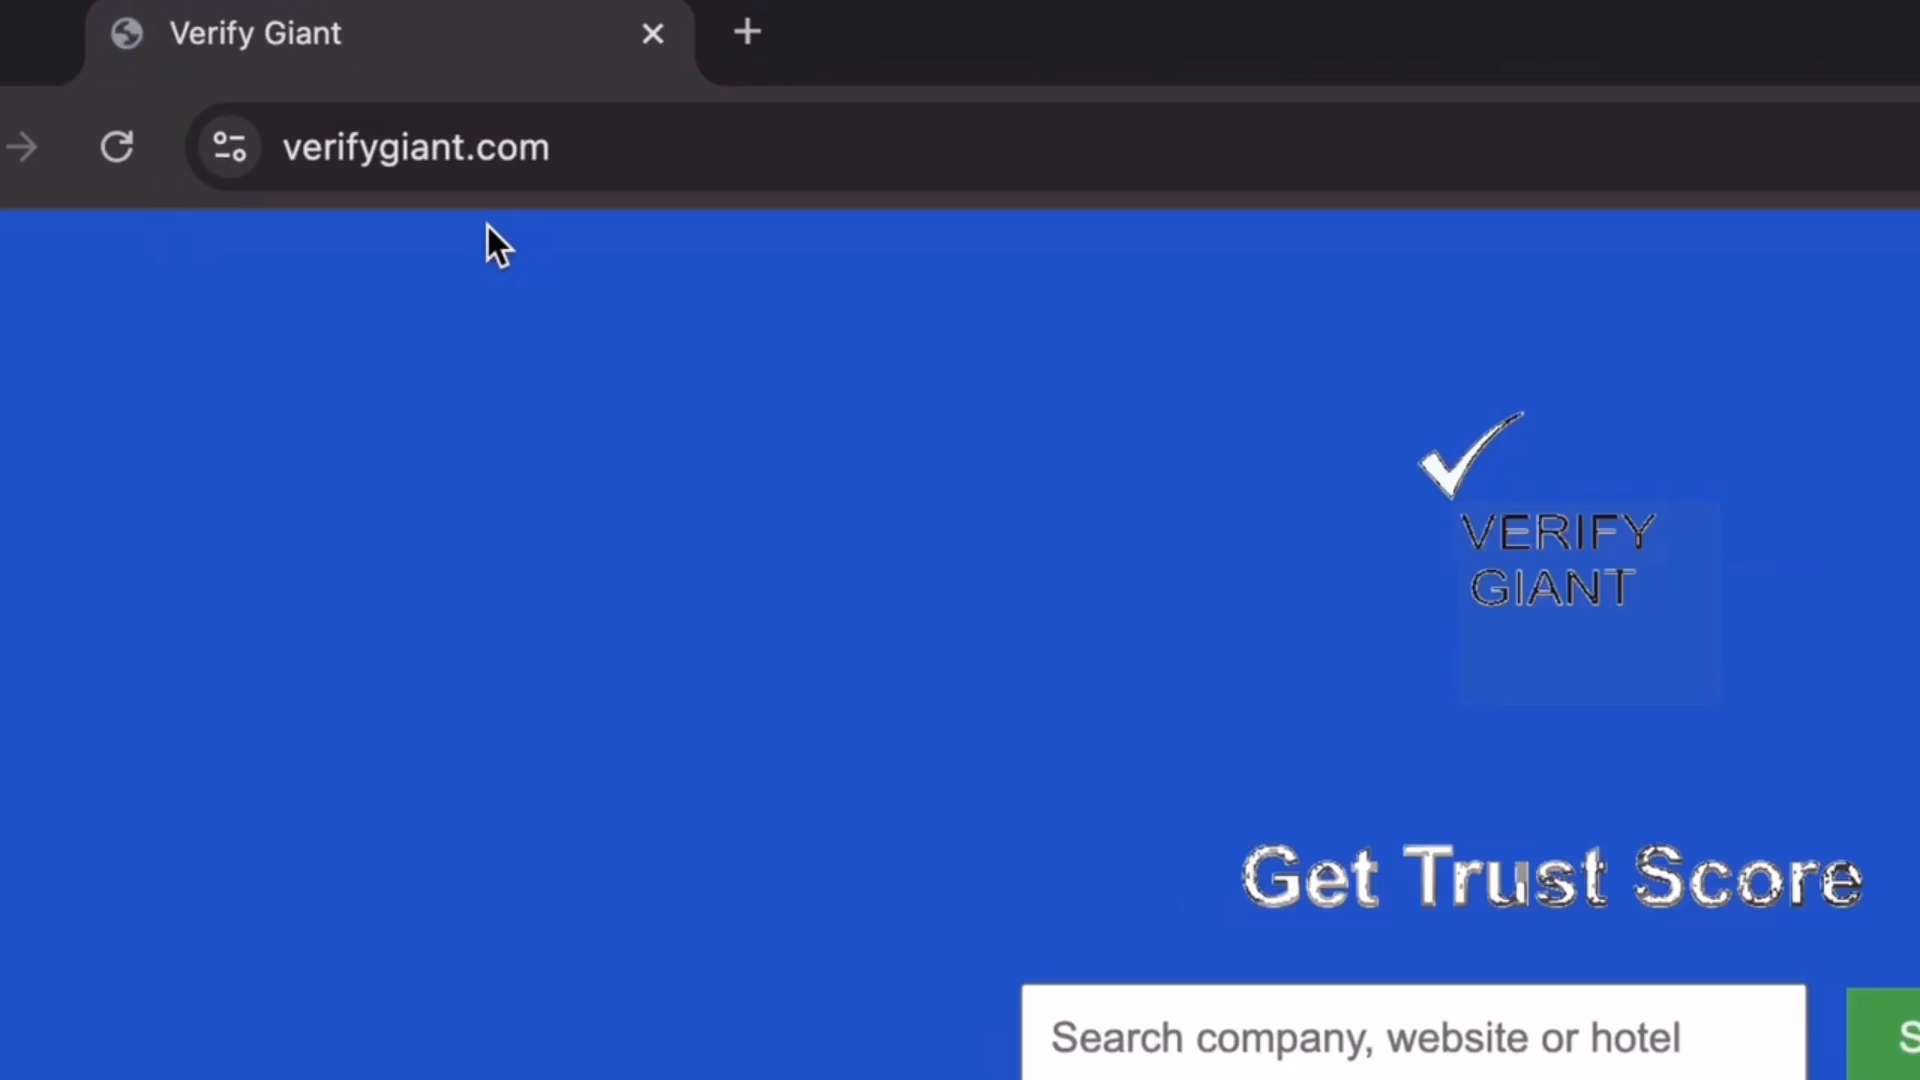 Verify Giant
verifygiant.com
VERIFY
GIANT
Get Trust Score
Search company, website or hotel